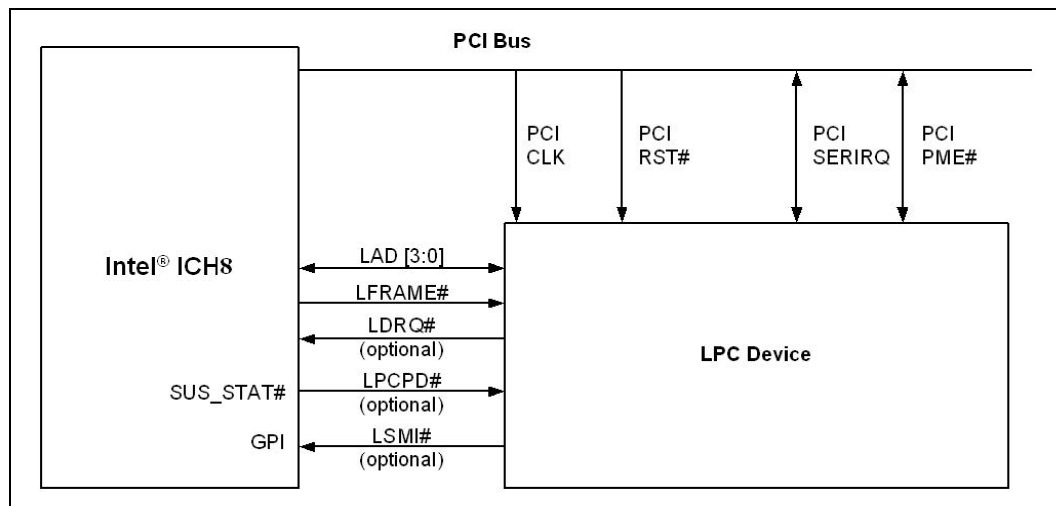 PCI Bus
PCI
CLK
PCI
RST#
PCI
SERIRQ
PCI
PME#
Intel® ICH8
LAD [3:0]
LFRAME#
LDRQ#
(optional)
SUS_STAT#
LPCPD#
(optional)
GPI
LSMI#
(optional)
LPC Device